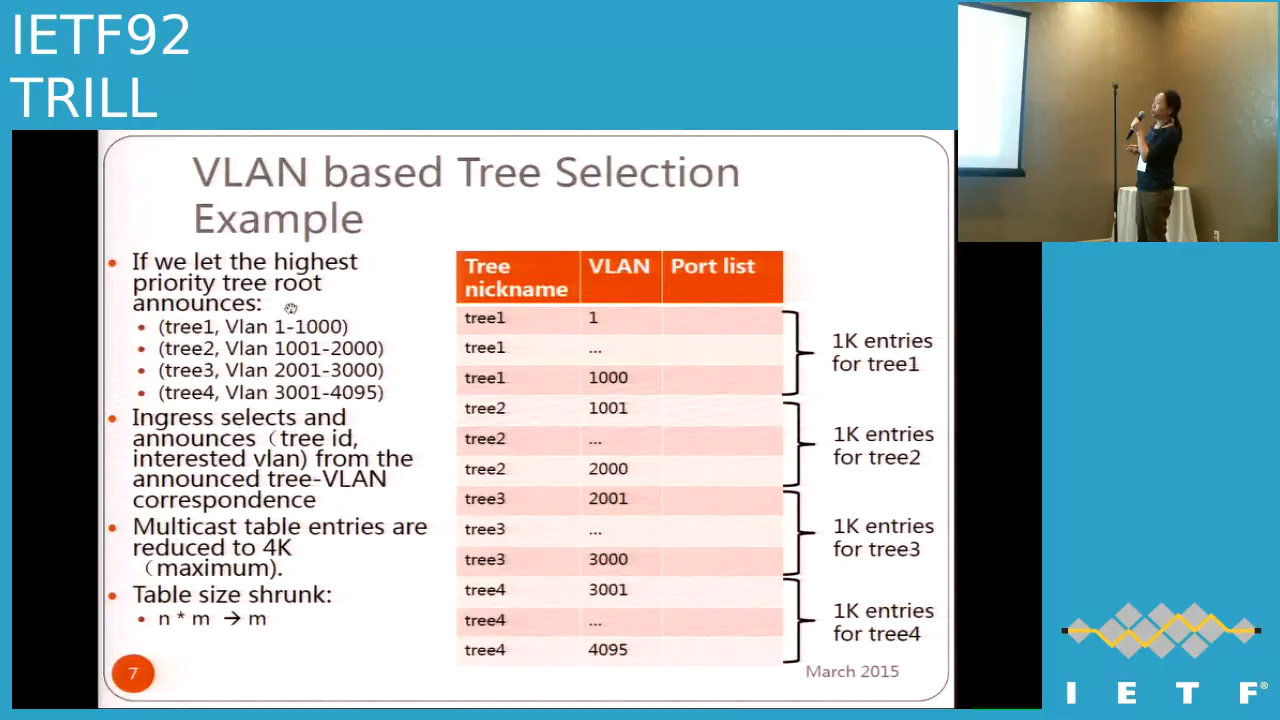 IETF92
TRILL
VLAN based Tree Selection
Example
• If we let the highest
priority tree root
announces:
• (tree1, Vlan 1-1000)
• (tree2, Vlan 1001-2000)
• (tree3, Vlan 2001-3000)
• (tree4, Vlan 3001-4095)
• Ingress selects and
announces（tree id,
interested vlan) from the
announced tree-VLAN
correspondence
• Multicast table entries are
reduced to 4K
（maximum).
• Table size shrunk:
• n * m → m
Tree nickname VLAN Port list
tree1 1
tree1 ...
tree1 1000
tree2 1001
tree2 ...
tree2 2000
tree3 2001
tree3 ...
tree3 3000
tree4 3001
tree4 ...
tree4 4095
1K entries
for tree1
1K entries
for tree2
1K entries
for tree3
1K entries
for tree4
7
March 2015
I E T F®